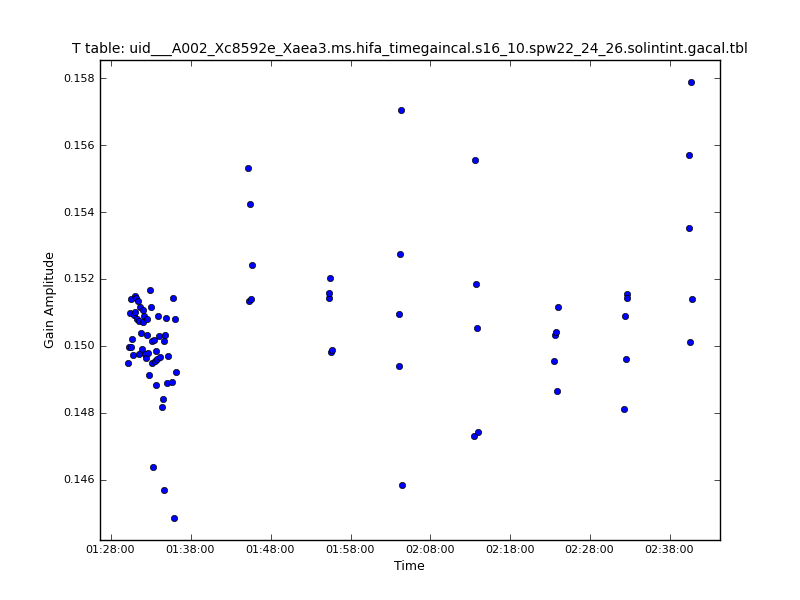 T table: uid___A002_Xc8592e_Xaea3.ms.hifa_timegaincal.s16_10.spw22_24_26.solintint.gacal.tbl
0.158
0.156
0.154
0.152
0.150
0.148
0.146
Gain Amplitude
01:28:00 01:38:00 01:48:00 01:58:00 02:08:00 02:18:00 02:28:00 02:38:00
Time